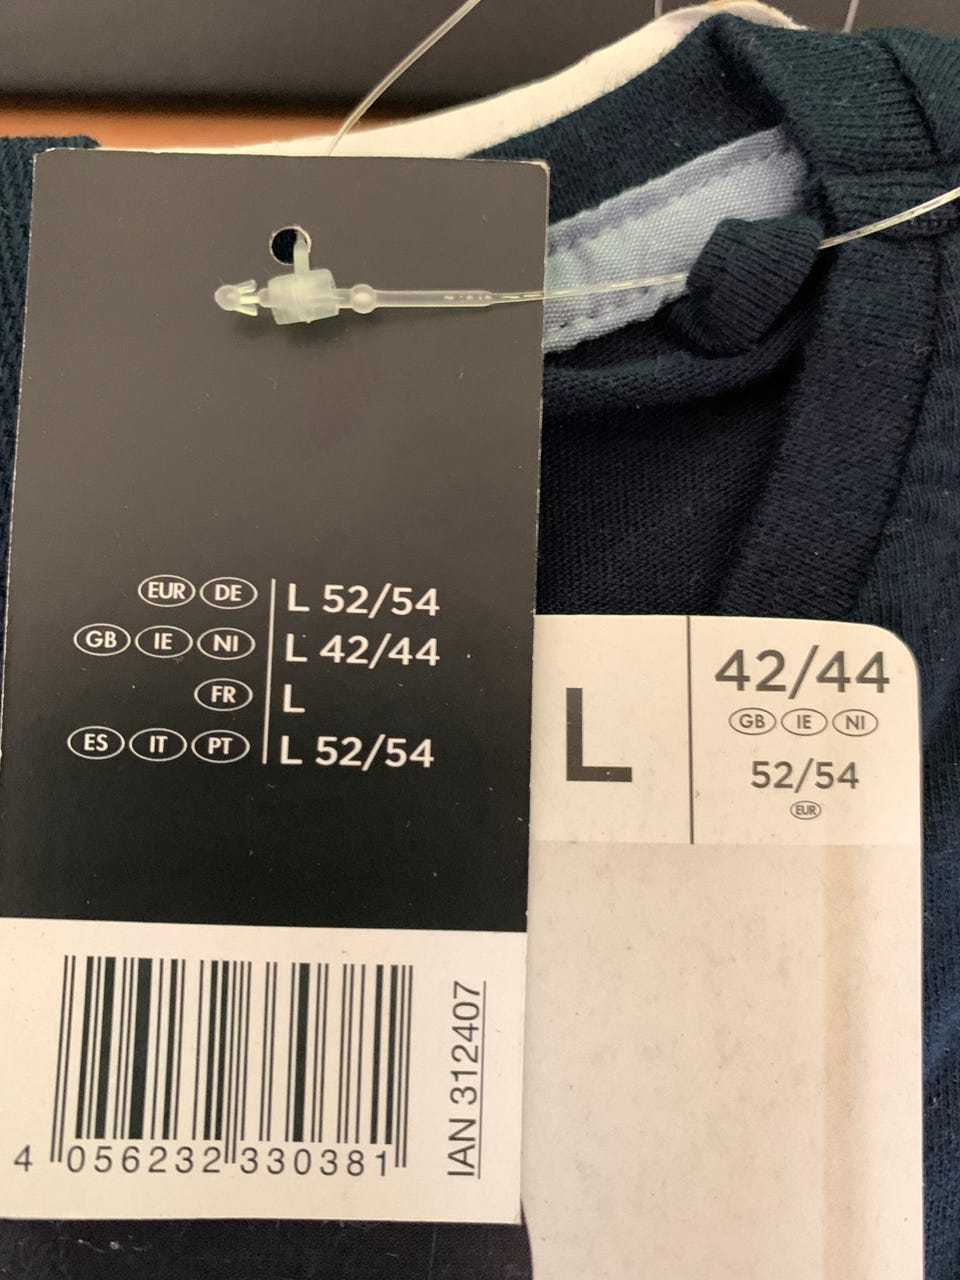 EUR DE L 52/54
GB IE NI L 42/44
FR L
ES IT PT L 52/54
4 056232 330381
IAN 312407
L
42/44
GB IE NI
52/54
EUR